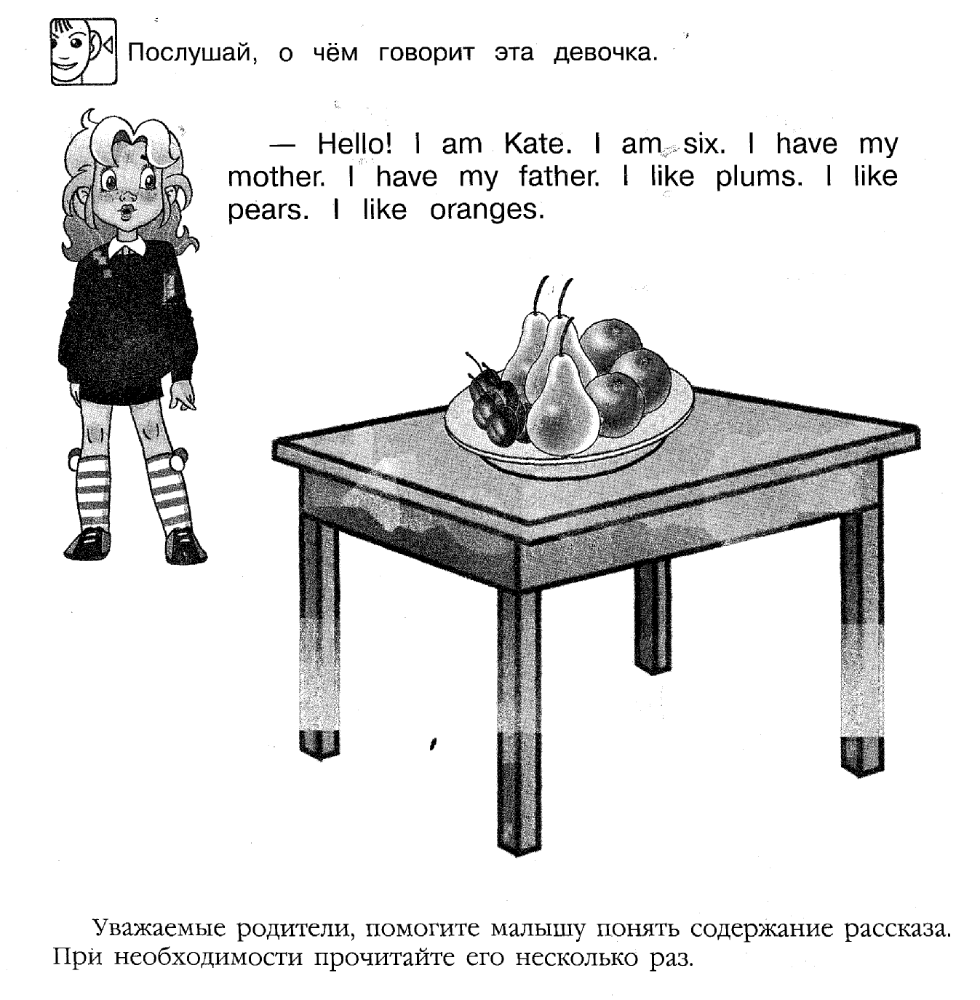 Послушай, о чём говорит эта девочка.
— Hello! I am Kate. I am six. I have my
mother. I have my father. I like plums. I like
pears. I like oranges.
Уважаемые родители, помогите малышу понять содержание рассказа.
При необходимости прочитайте его несколько раз.